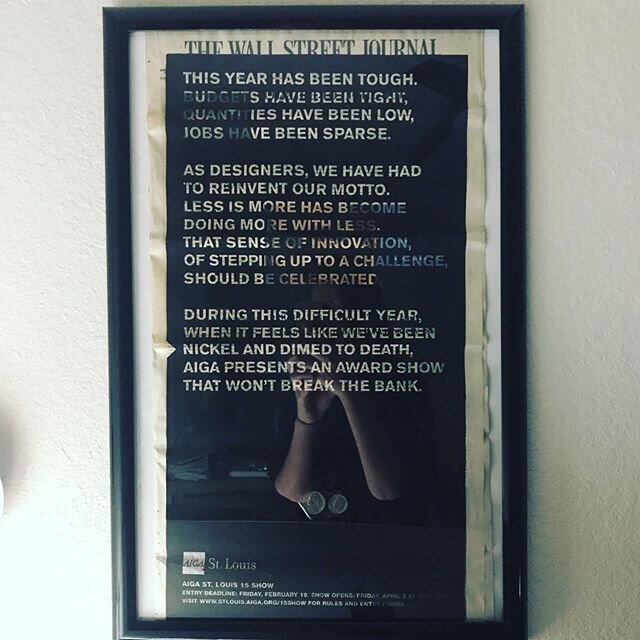 THE WALL STREET JOURNAL
THIS YEAR HAS BEEN TOUGH.
BUDGETS HAVE BEEN TIGHT,
QUANTITIES HAVE BEEN LOW,
JOBS HAVE BEEN SPARSE.
AS DESIGNERS, WE HAVE HAD
TO REINVENT OUR MOTTO.
LESS IS MORE HAS BECOME
DOING MORE WITH LESS.
THAT SENSE OF INNOVATION,
OF STEPPING UP TO A CHALLENGE,
SHOULD BE CELEBRATED.
DURING THIS DIFFICULT YEAR,
WHEN IT FEELS LIKE WE'VE BEEN
NICKEL AND DIMED TO DEATH,
AIGA PRESENTS AN AWARD SHOW
THAT WON'T BREAK THE BANK.
AIGA St. Louis
AIGA ST. LOUIS 15 SHOW
ENTRY DEADLINE: FRIDAY, FEBRUARY 19. SHOW OPENS: FRIDAY, APRIL 2 AT
VISIT WWW.STLOUIS.AIGA.ORG/15SHOW FOR RULES AND ENTRY FORMS.